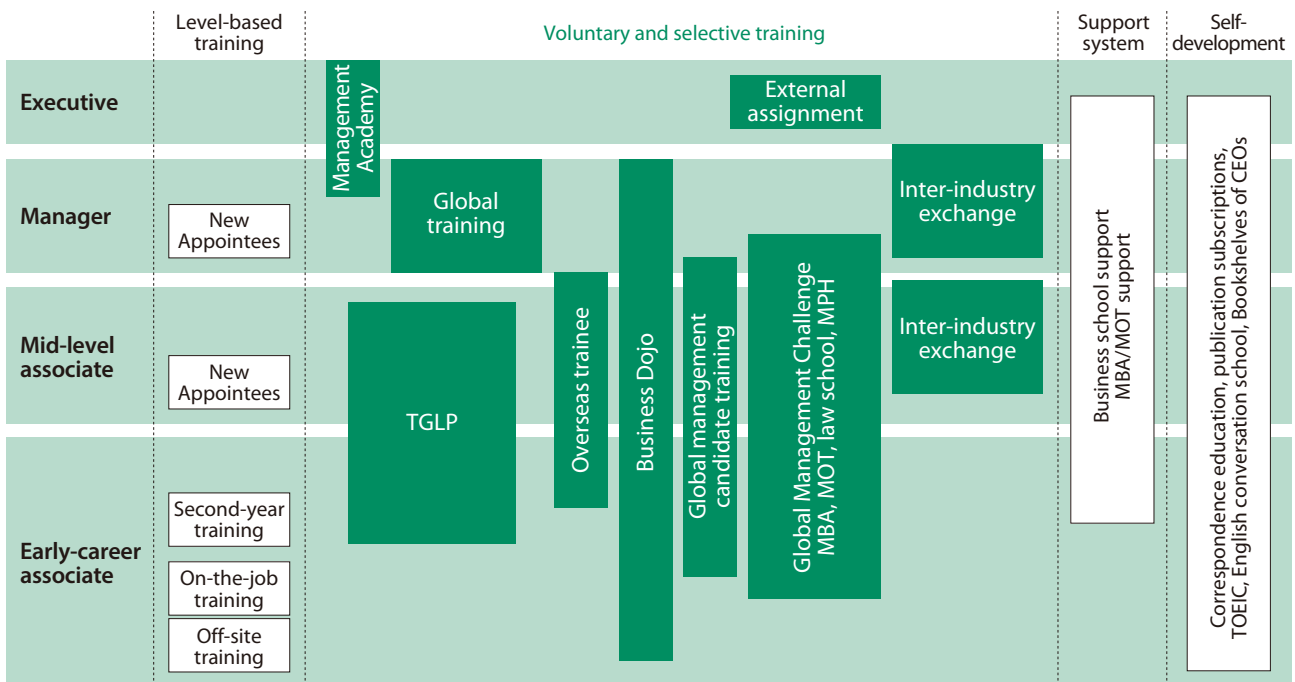 Level-based
training
Voluntary and selective training
Support
system
Self-
development
Executive
Management
Academy
External
assignment
Manager
New
Appointees
Global
training
Inter-industry
exchange
Mid-level
associate
New
Appointees
TGLP
Overseas trainee
Business Dojo
Global management
candidate training
Global Management Challenge
MBA, MOT, law school, MPH
Inter-industry
exchange
Early-career
associate
Second-year
training
On-the-job
training
Off-site
training
Business school support
MBA/MOT support
Correspondence education, publication subscriptions,
TOEIC, English conversation school, Bookshelves of CEOs